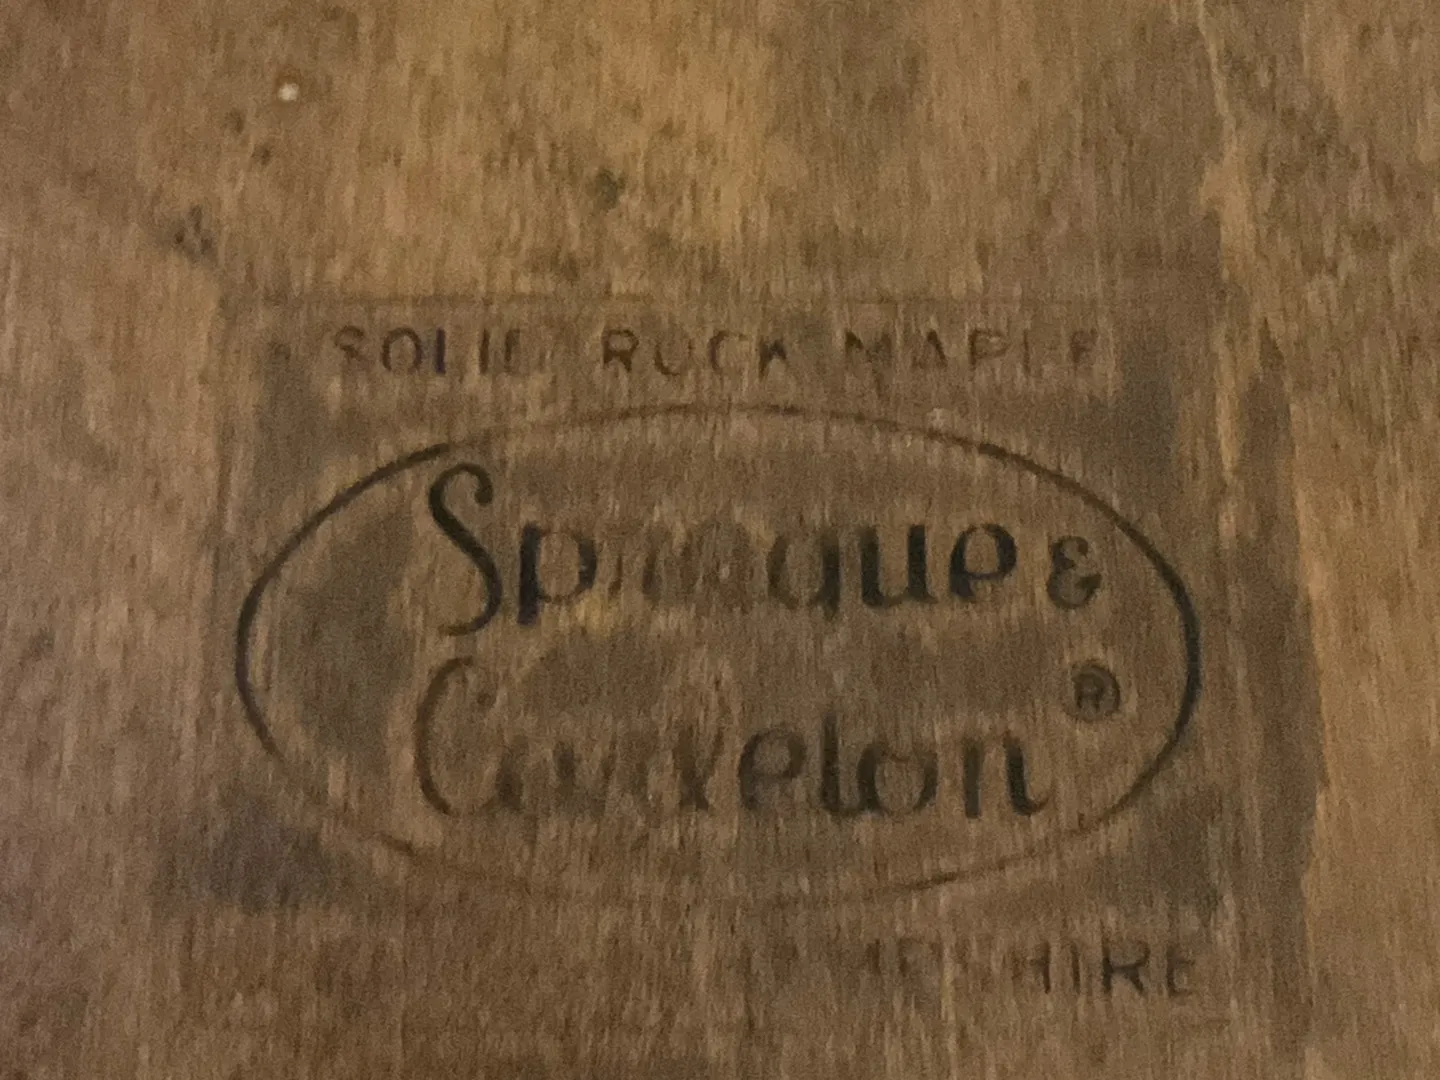 SOLID ROCK MAPLE
Sprague &
Carleton ®